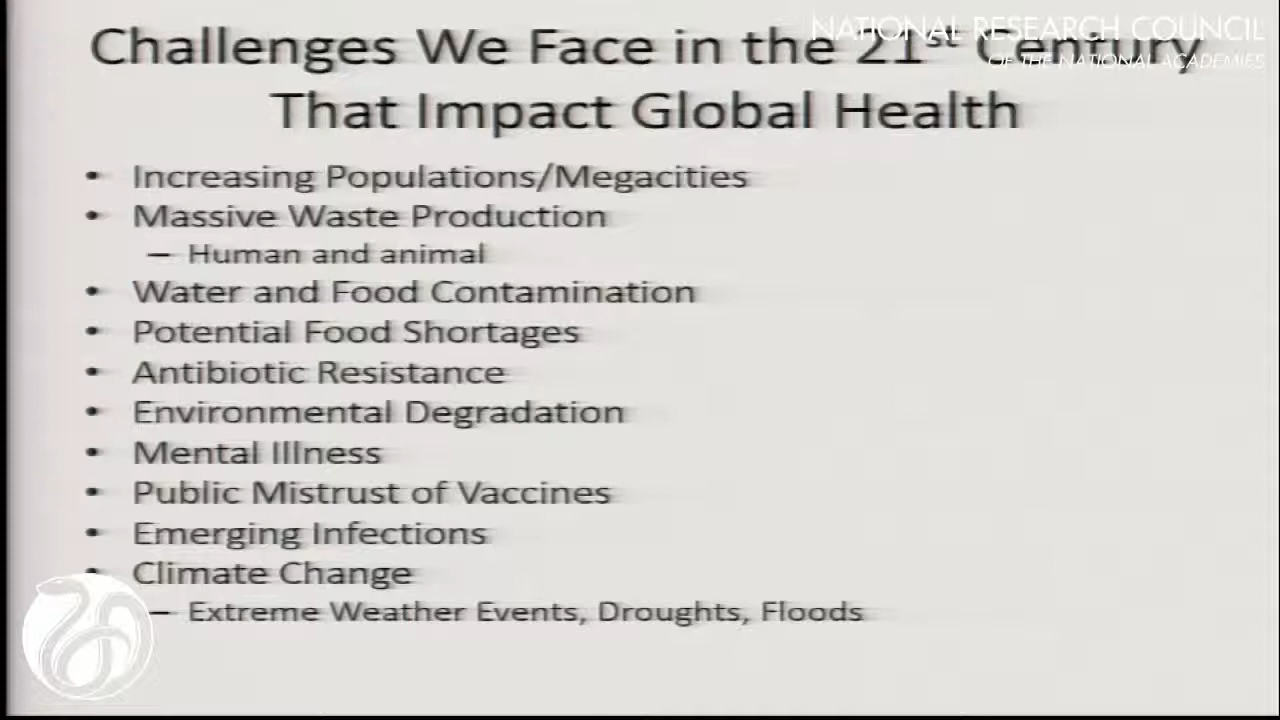 NATIONAL RESEARCH COUNCIL
OF THE NATIONAL ACADEMIES
Challenges We Face in the 21st Century
That Impact Global Health
• Increasing Populations/Megacities
• Massive Waste Production
– Human and animal
• Water and Food Contamination
• Potential Food Shortages
• Antibiotic Resistance
• Environmental Degradation
• Mental Illness
• Public Mistrust of Vaccines
• Emerging Infections
• Climate Change
– Extreme Weather Events, Droughts, Floods